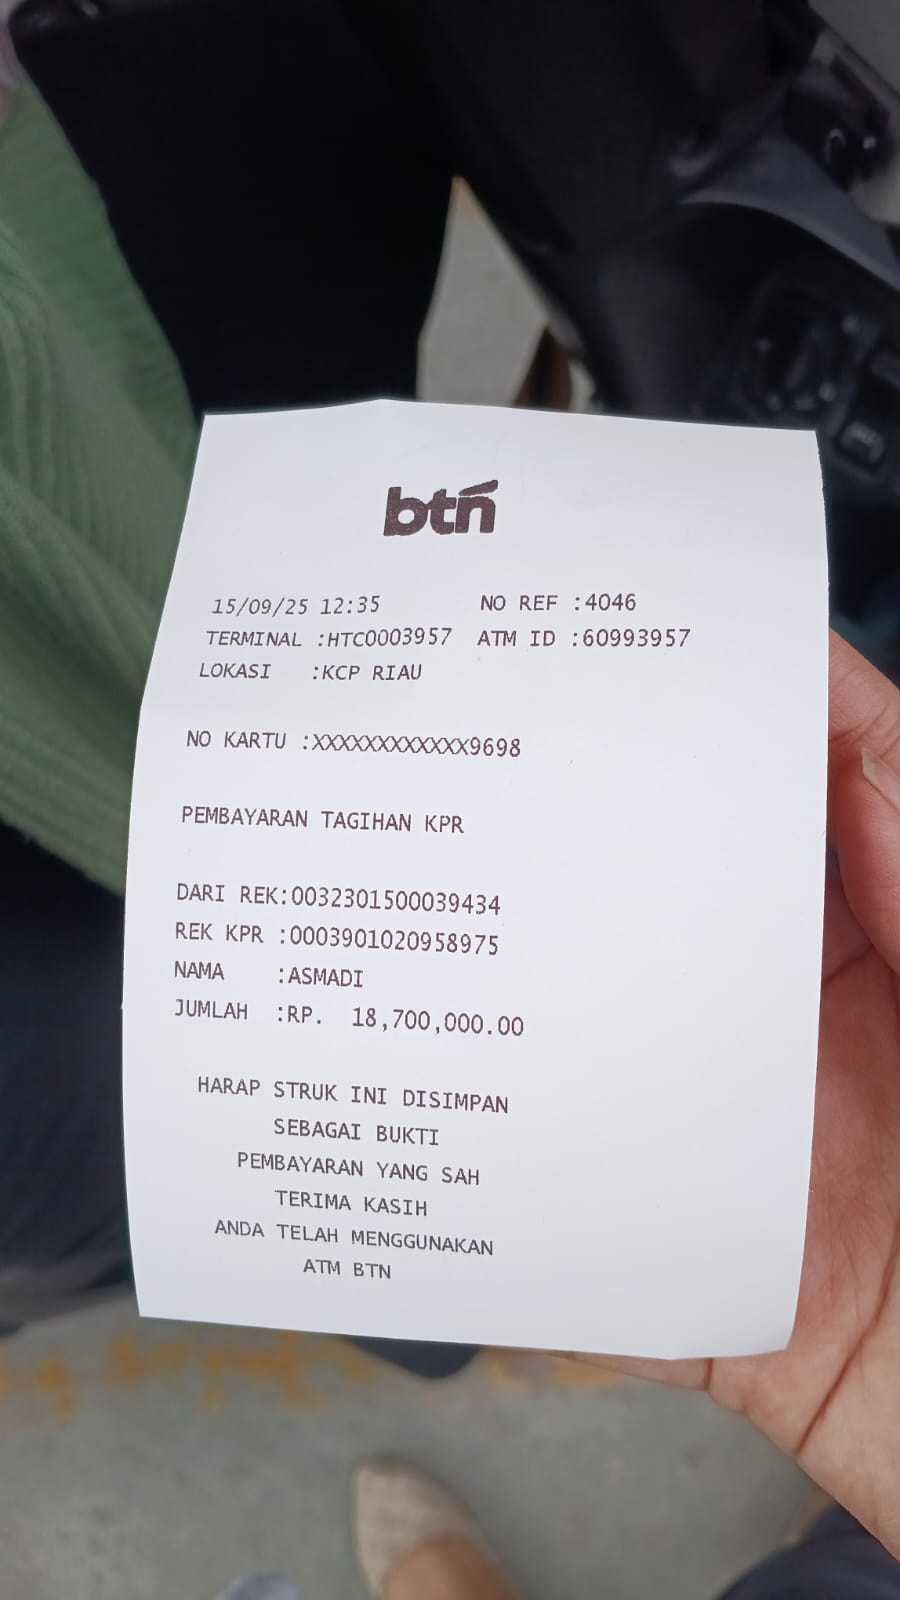 btn
15/09/25 12:35 NO REF :4046
TERMINAL :HTC0003957 ATM ID :60993957
LOKASI :KCP RIAU
NO KARTU :XXXXXXXXXXXX9698
PEMBAYARAN TAGIHAN KPR
DARI REK:0032301500039434
REK KPR :0003901020958975
NAMA :ASMADI
JUMLAH :RP. 18,700,000.00
HARAP STRUK INI DISIMPAN
SEBAGAI BUKTI
PEMBAYARAN YANG SAH
TERIMA KASIH
ANDA TELAH MENGGUNAKAN
ATM BTN